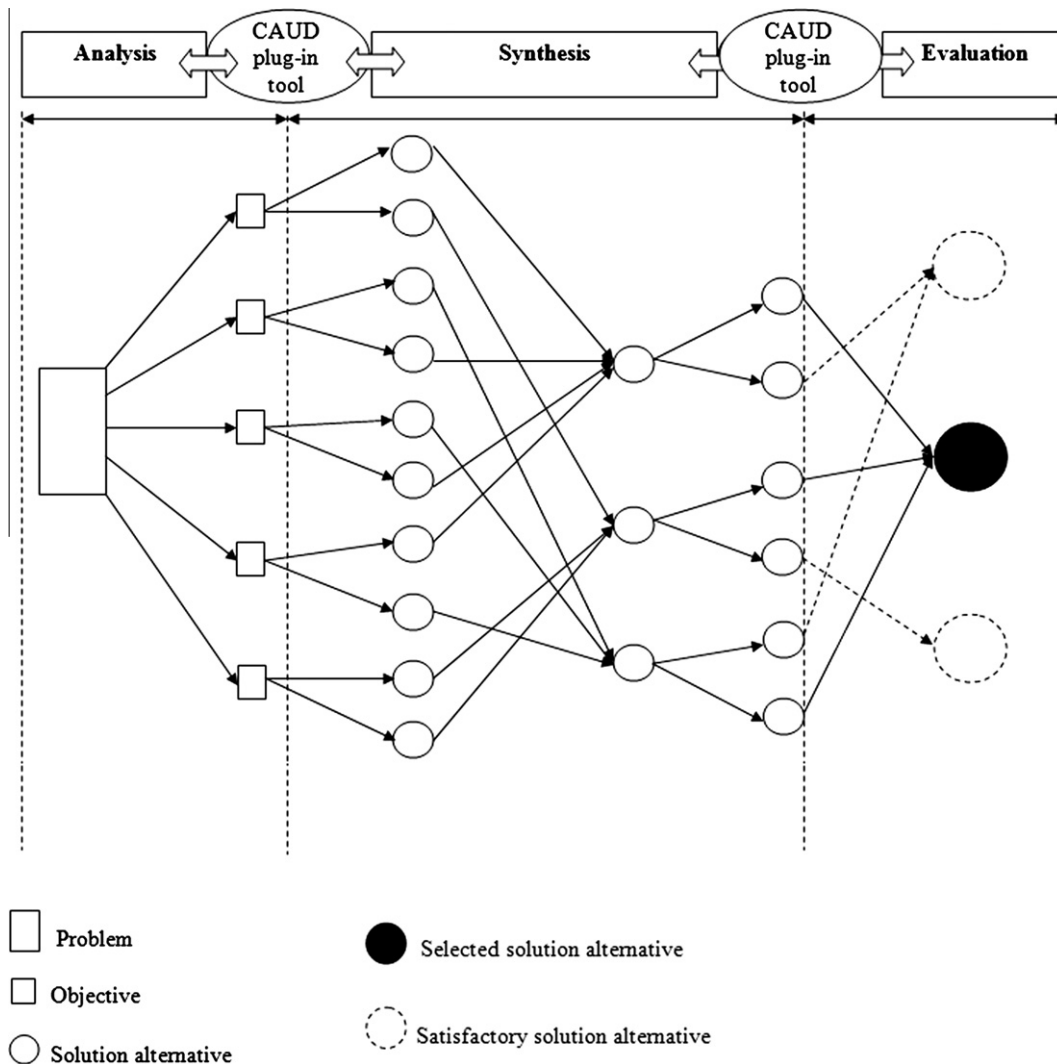 Analysis
CAUD
plug-in
tool
Synthesis
CAUD
plug-in
tool
Evaluation
Problem
Objective
Solution alternative
Selected solution alternative
Satisfactory solution alternative